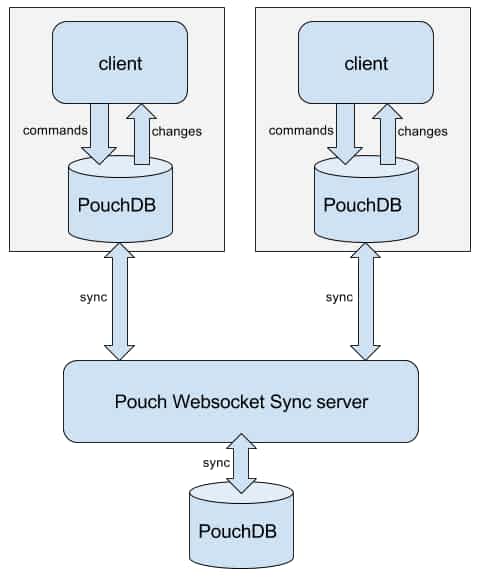 client
client
commands
changes
commands
changes
PouchDB
PouchDB
sync
sync
Pouch Websocket Sync server
sync
PouchDB